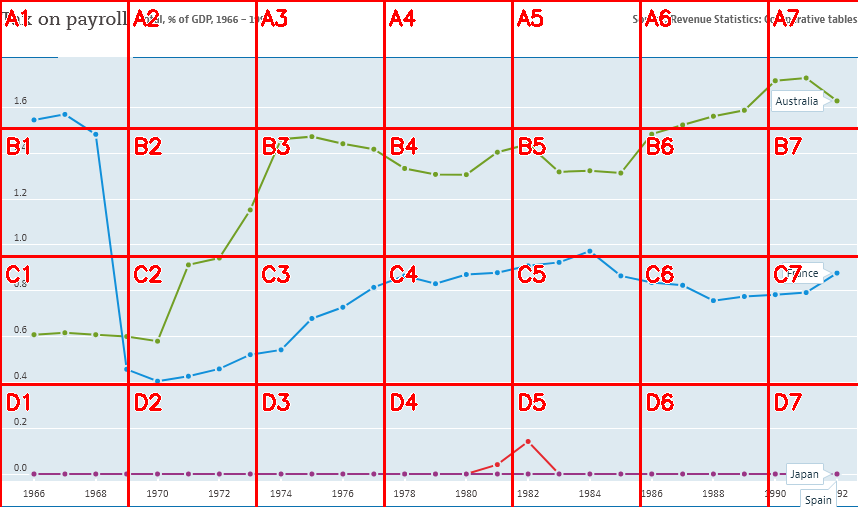 Tax on payroll Total, % of GDP, 1966 –
Source: Revenue Statistics: Comparative tables
A1 A2 A3 A4 A5 A6 A7
1.6
Australia
B1 B2 B3 B4 B5 B6 B7
1.2
1.0
C1 C2 C3 C4 C5 C6 C7
France
0.8
0.6
0.4
D1 D2 D3 D4 D5 D6 D7
0.2
0.0
Japan
1966 1968 1970 1972 1974 1976 1978 1980 1982 1984 1986 1988 1990
Spain